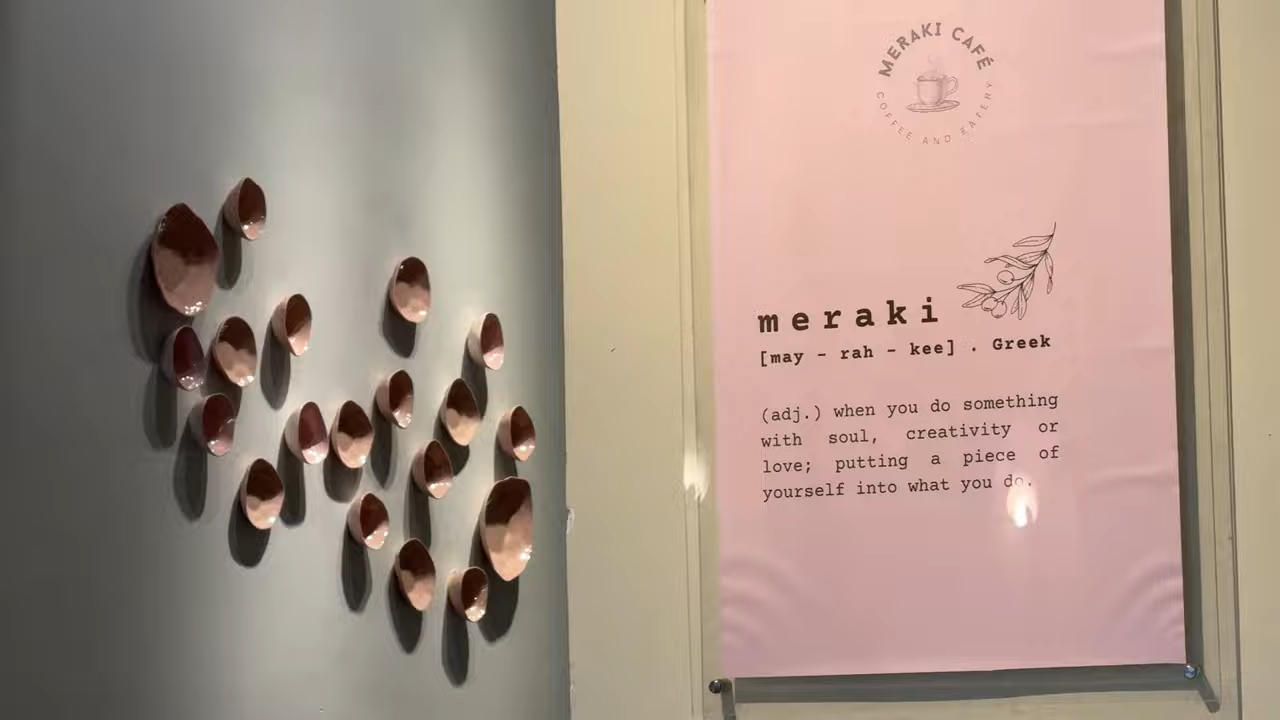 MERAKI CAFÉ
COFFEE AND EATERY
meraki
[may - rah - kee] . Greek
(adj.) when you do something
with soul, creativity or
love; putting a piece of
yourself into what you do.